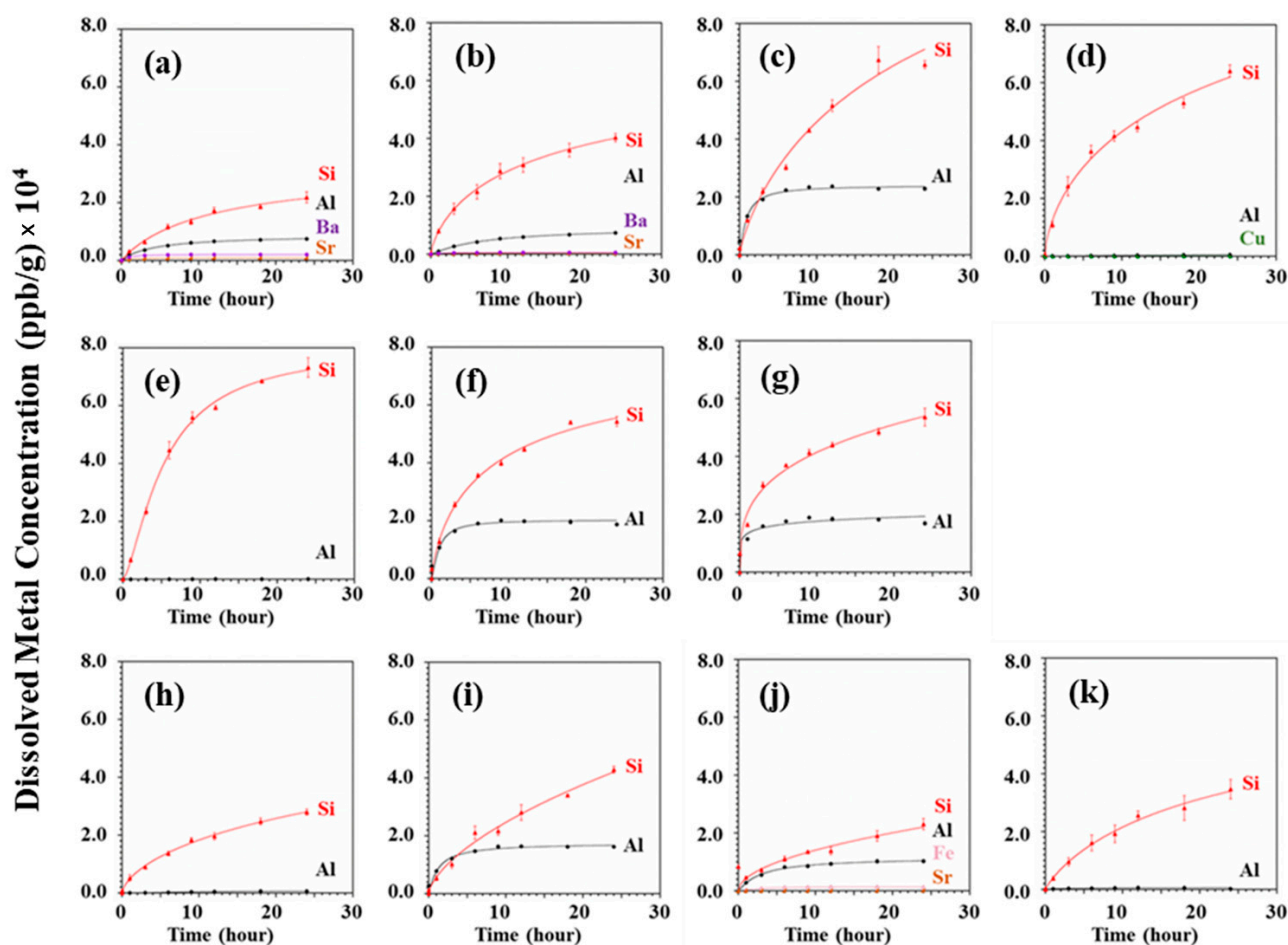 Dissolved Metal Concentration (ppb/g) × 10⁴
8.0
6.0
4.0
2.0
0.0
(a)
Si
Al
Ba
Sr
0 10 20 30
Time (hour)
8.0
6.0
4.0
2.0
0.0
(b)
Si
Al
Ba
Sr
0 10 20 30
Time (hour)
8.0
6.0
4.0
2.0
0.0
(c)
Si
Al
0 10 20 30
Time (hour)
8.0
6.0
4.0
2.0
0.0
(d)
Si
Al
Cu
0 10 20 30
Time (hour)
8.0
6.0
4.0
2.0
0.0
(e)
Si
Al
0 10 20 30
Time (hour)
8.0
6.0
4.0
2.0
0.0
(f)
Si
Al
0 10 20 30
Time (hour)
8.0
6.0
4.0
2.0
0.0
(g)
Si
Al
0 10 20 30
Time (hour)
8.0
6.0
4.0
2.0
0.0
(h)
Si
Al
0 10 20 30
Time (hour)
8.0
6.0
4.0
2.0
0.0
(i)
Si
Al
0 10 20 30
Time (hour)
8.0
6.0
4.0
2.0
0.0
(j)
Si
Al
Fe
Sr
0 10 20 30
Time (hour)
8.0
6.0
4.0
2.0
0.0
(k)
Si
Al
0 10 20 30
Time (hour)